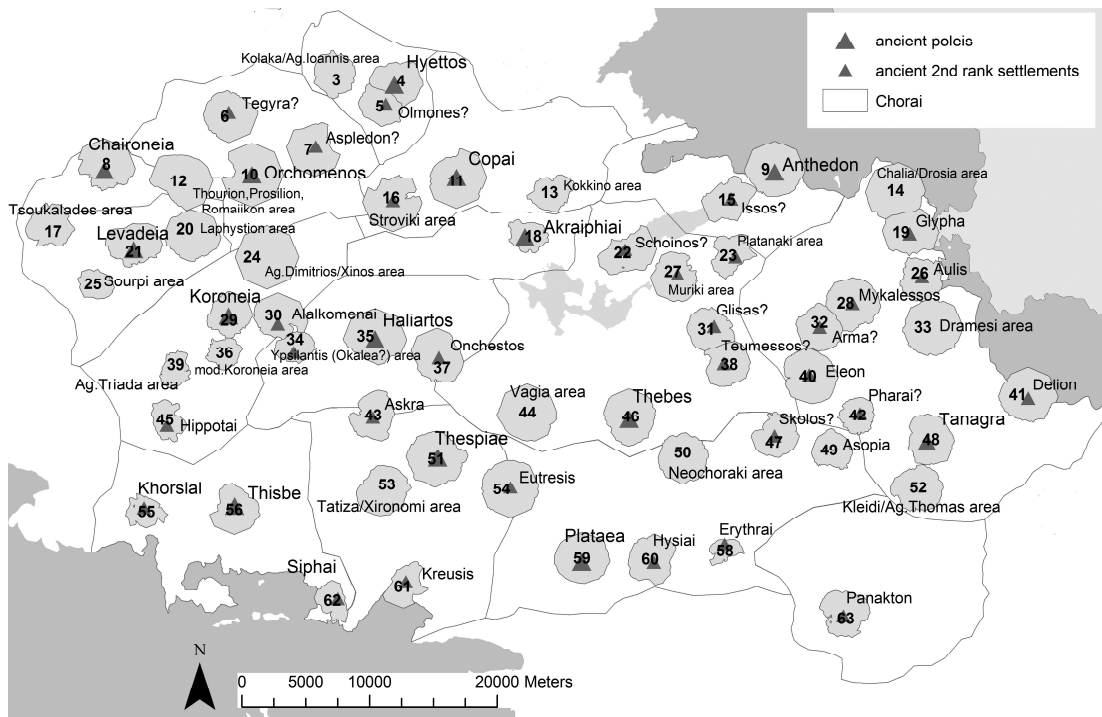 ancient poleis
ancient 2nd rank settlements
Chorai
Kolaka/Ag.Ioannis area
3
Hyettos
4
5
Olmones?
Tegyra?
6
Aspledon?
7
Chaironeia
8
Orchomenos
10
12
Thourion,Prosilion,
Romaiikon area
Copai
11
16
Stroviki area
13
Kokkino area
9
Anthedon
Chalia/Drosia area
14
15
Issos?
Tsoukalades area
17
Levadeia
21
20
Laphystion area
24
Ag.Dimitrios/Xinos area
Akraiphiai
18
Schoinos?
22
Platanaki area
23
Glypha
19
27
Muriki area
26
Aulis
25
Sourpi area
Koroneia
29
30
Alalkomenai
34
Ypsilantis (Okalea?) area
35
Haliartos
Onchestos
37
Glisas?
31
Teumessos?
38
28
Mykalessos
32
Arma?
33
Dramesi area
36
mod.Koroneia area
39
Ag.Triada area
40
Eleon
41
Delion
45
Hippotai
43
Askra
Vagia area
44
Thebes
46
Pharai?
42
Skolos?
47
49
Asopia
Tanagra
48
Thespiae
51
50
Neochoraki area
53
Tatiza/Xironomi area
54
Eutresis
52
Kleidi/Ag.Thomas area
Khorsiai
55
Thisbe
56
Plataea
59
Hysiai
60
Erythrai
58
Siphai
62
Kreusis
61
Panakton
63
N
0 5000 10000 20000 Meters